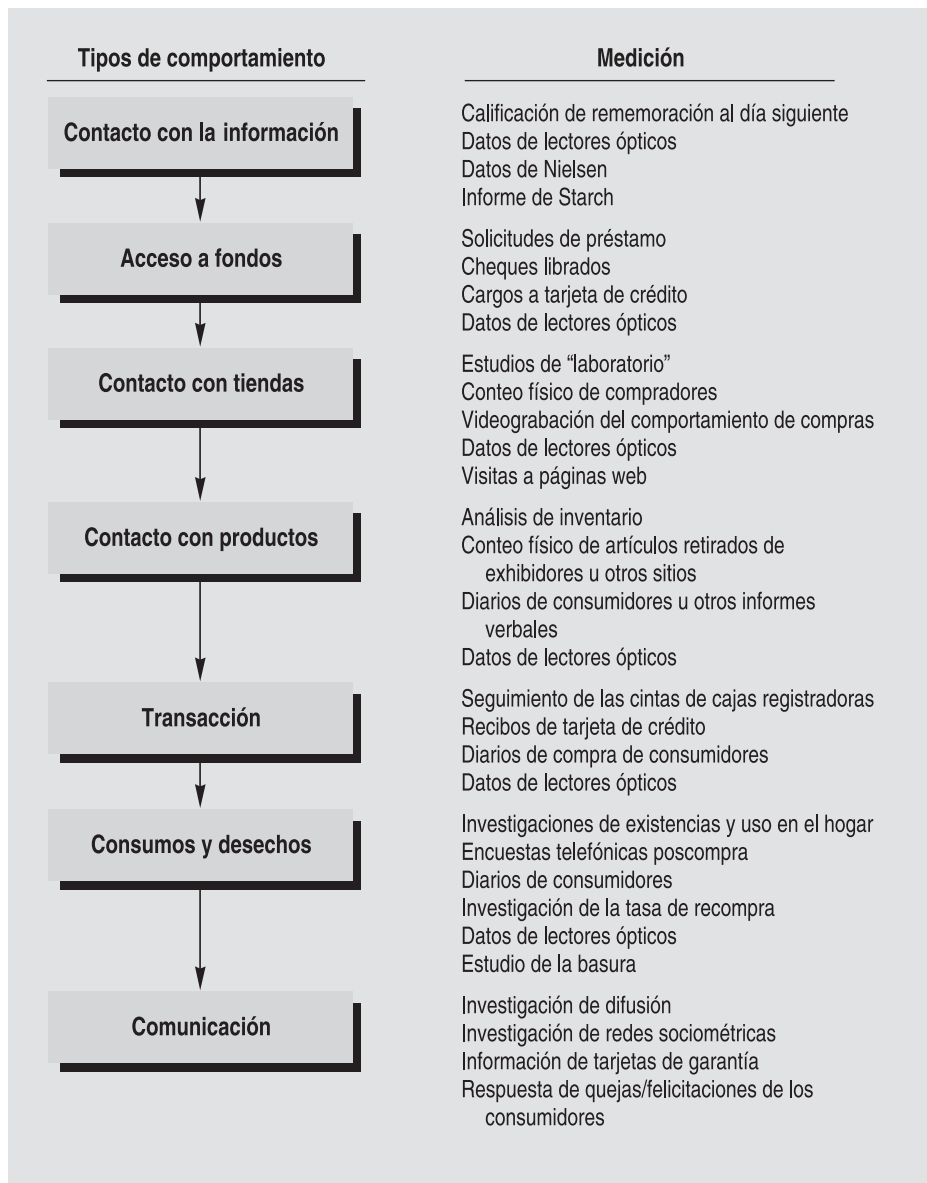 Tipos de comportamiento
Medición
Contacto con la información
Calificación de rememoración al día siguiente
Datos de lectores ópticos
Datos de Nielsen
Informe de Starch
Acceso a fondos
Solicitudes de préstamo
Cheques librados
Cargos a tarjeta de crédito
Datos de lectores ópticos
Contacto con tiendas
Estudios de “laboratorio”
Conteo físico de compradores
Videograbación del comportamiento de compras
Datos de lectores ópticos
Visitas a páginas web
Contacto con productos
Análisis de inventario
Conteo físico de artículos retirados de
exhibidores u otros sitios
Diarios de consumidores u otros informes
verbales
Datos de lectores ópticos
Transacción
Seguimiento de las cintas de cajas registradoras
Recibos de tarjeta de crédito
Diarios de compra de consumidores
Datos de lectores ópticos
Consumos y desechos
Investigaciones de existencias y uso en el hogar
Encuestas telefónicas poscompra
Diarios de consumidores
Investigación de la tasa de recompra
Datos de lectores ópticos
Estudio de la basura
Comunicación
Investigación de difusión
Investigación de redes sociométricas
Información de tarjetas de garantía
Respuesta de quejas/felicitaciones de los
consumidores